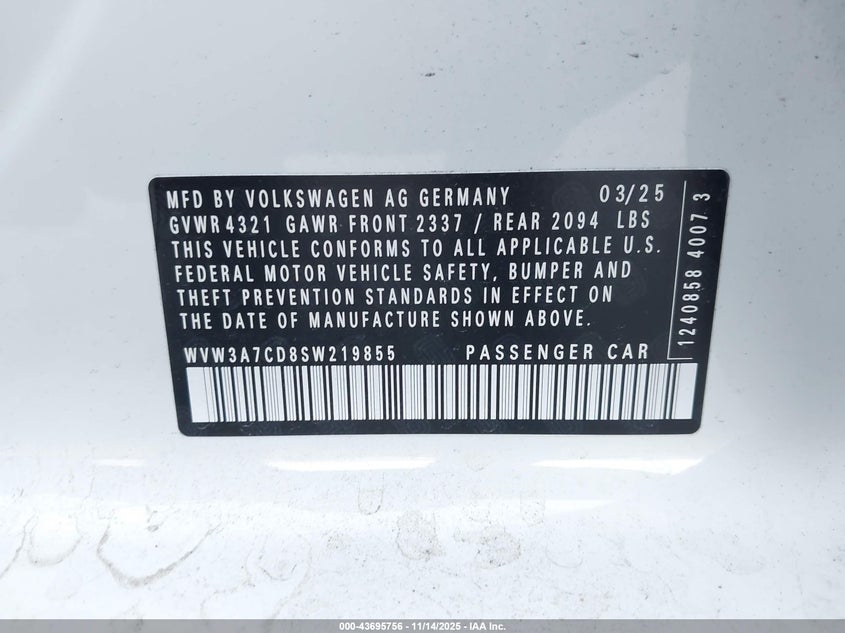 MFD BY VOLKSWAGEN AG GERMANY 03/25
GVWR 4321 GAWR FRONT 2337 / REAR 2094 LBS
THIS VEHICLE CONFORMS TO ALL APPLICABLE U.S.
FEDERAL MOTOR VEHICLE SAFETY, BUMPER AND
THEFT PREVENTION STANDARDS IN EFFECT ON
THE DATE OF MANUFACTURE SHOWN ABOVE.
WVW3A7CD8SW219855 PASSENGER CAR
1240858 4007 3
000-43695756 - 11/14/2025 - IAA Inc.